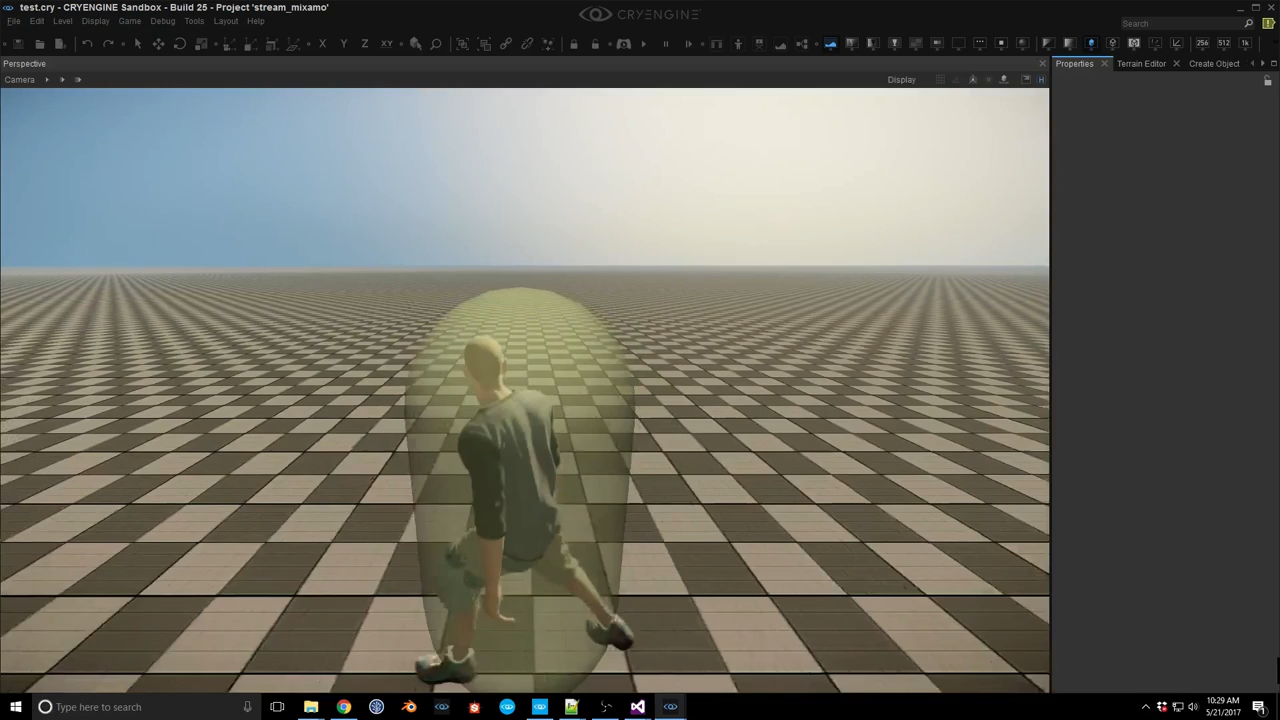 test.cry - CRYENGINE Sandbox - Build 25 - Project 'stream_mixamo'
CRYENGINE
File Edit Level Display Game Debug Tools Layout Help
Search
X Y Z XY
256 512 1k
Perspective
Properties Terrain Editor Create Object
Camera
Display
Type here to search
10:29 AM
5/21/2017